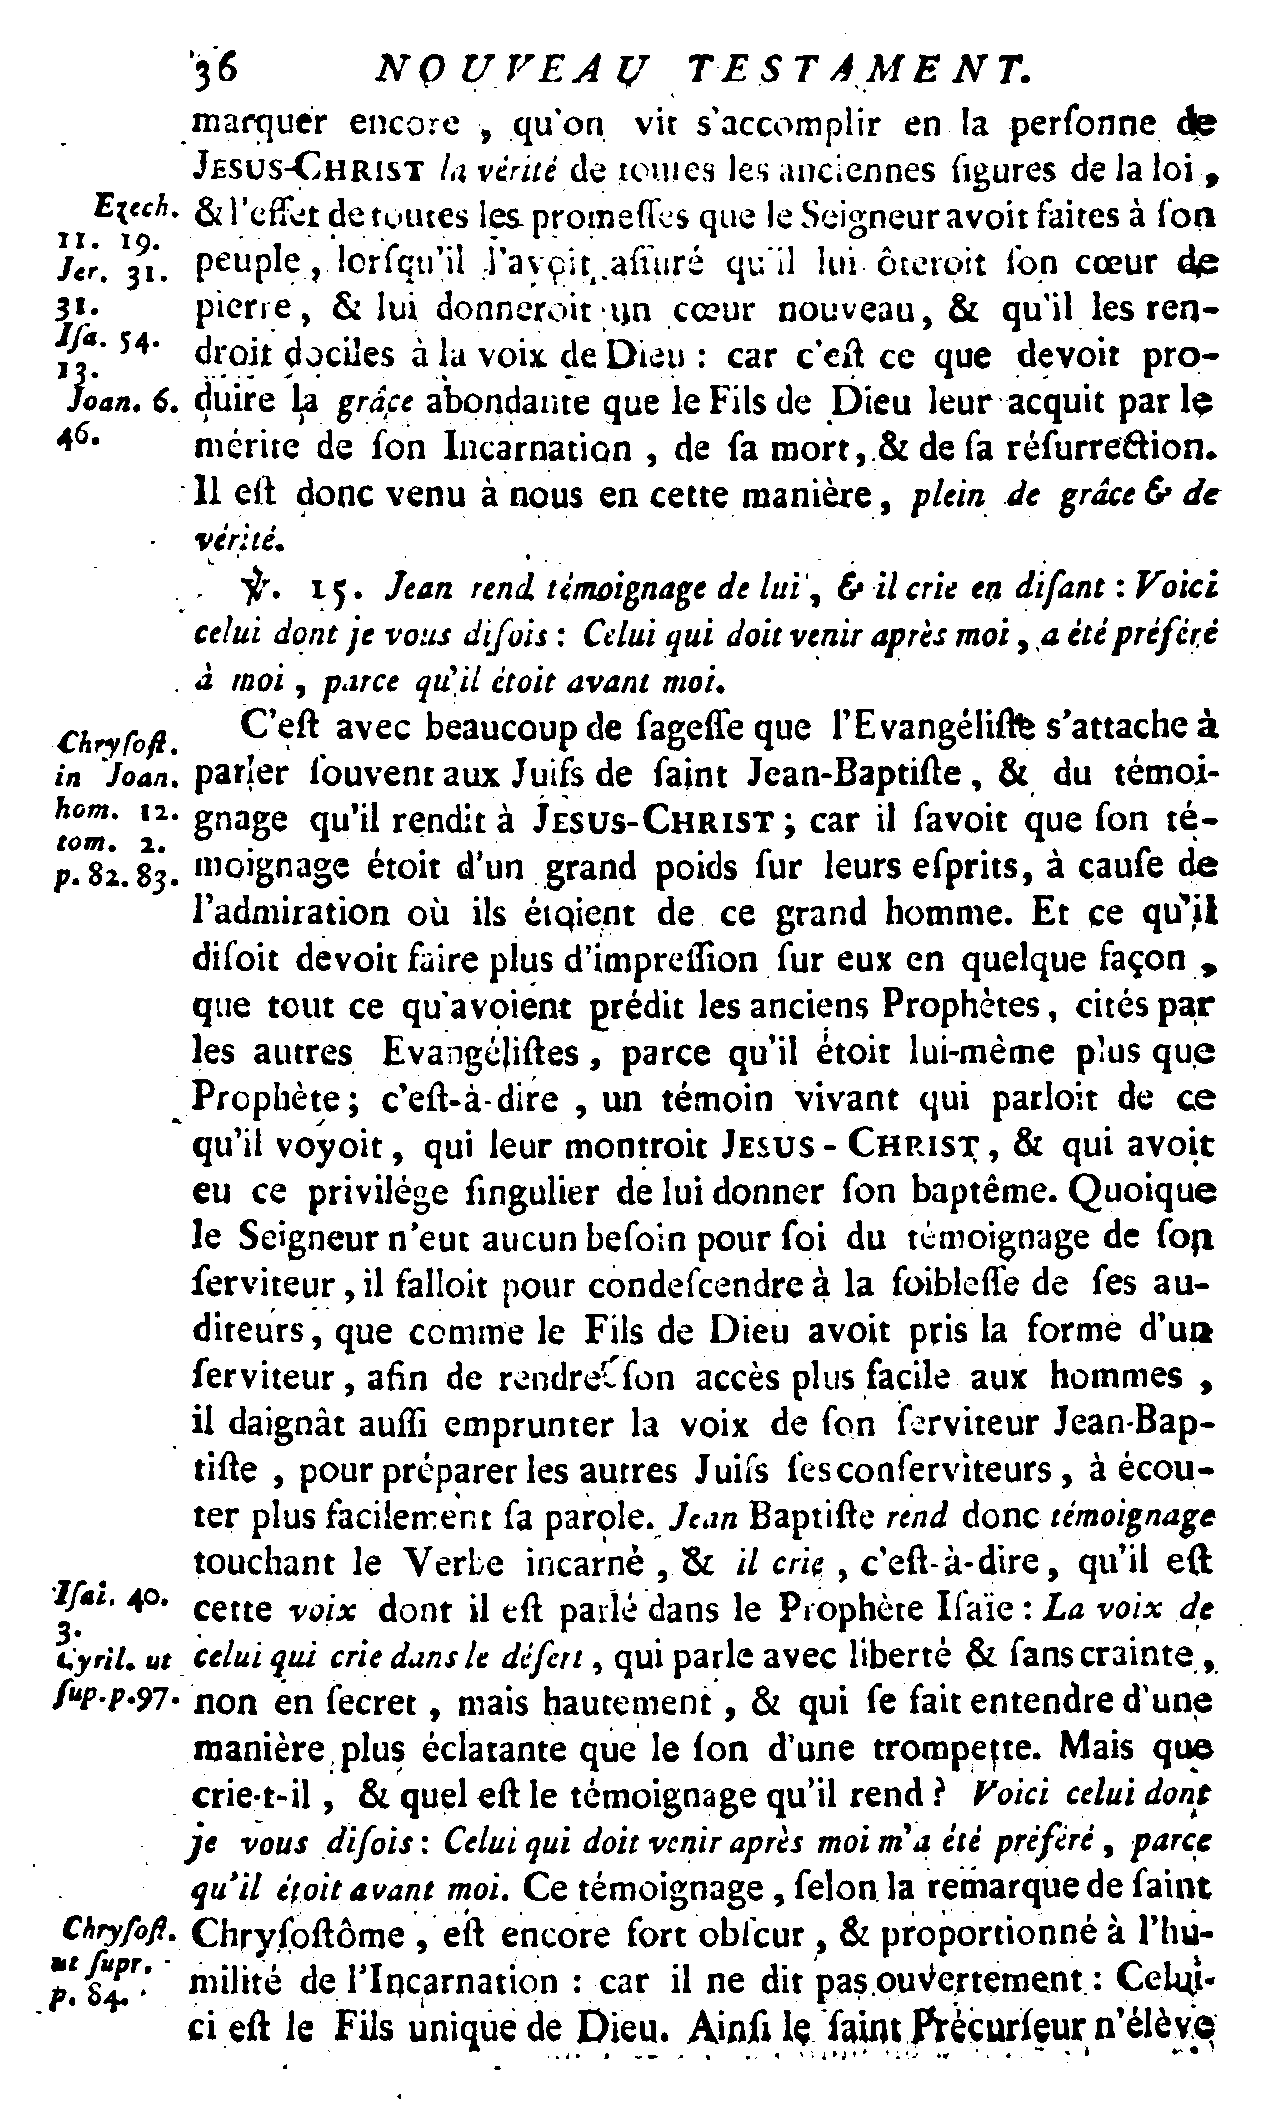 36 NOUVEAU TESTAMENT.
marquer encore , qu'on vit s'accomplir en la perſonne de
JESUS-CHRIST la vérité de toutes les anciennes figures de la loi ,
& l'effet de toutes les promeſſes que le Seigneur avoit faites à ſon
peuple , lorſqu'il l'avoit aſſuré qu'il lui ôteroit ſon cœur de
pierre , & lui donneroit un cœur nouveau , & qu'il les ren-
droit dociles à la voix de Dieu : car c'eſt ce que devoit pro-
duire la grâce abondante que le Fils de Dieu leur acquit par le
mérite de ſon Incarnation , de ſa mort , & de ſa réſurrection.
Il eſt donc venu à nous en cette manière , plein de grâce & de
vérité.
Ezech.
11. 19.
Jer. 31.
31.
Iſa. 54.
13.
Joan. 6.
46.
℣. 15. Jean rend témoignage de lui , & il crie en diſant : Voici
celui dont je vous diſois : Celui qui doit venir après moi , a été préféré
à moi , parce qu'il étoit avant moi.
C'eſt avec beaucoup de ſageſſe que l'Evangéliſte s'attache à
parler ſouvent aux Juifs de ſaint Jean-Baptiſte , & du témoi-
gnage qu'il rendit à JESUS-CHRIST ; car il ſavoit que ſon té-
moignage étoit d'un grand poids ſur leurs eſprits, à cauſe de
l'admiration où ils étoient de ce grand homme. Et ce qu'il
diſoit devoit faire plus d'impreſſion ſur eux en quelque façon ,
que tout ce qu'avoient prédit les anciens Prophètes , cités par
les autres Evangéliſtes , parce qu'il étoit lui-mème plus que
Prophète ; c'eſt-à-dire , un témoin vivant qui parloit de ce
qu'il voyoit , qui leur montroit JESUS - CHRIST , & qui avoit
eu ce privilége ſingulier de lui donner ſon baptême. Quoique
le Seigneur n'eut aucun beſoin pour ſoi du témoignage de ſon
ſerviteur , il falloit pour condeſcendre à la foibleſſe de ſes au-
diteurs , que comme le Fils de Dieu avoit pris la forme d'un
ſerviteur , afin de rendre ſon accès plus facile aux hommes ,
il daignât auſſi emprunter la voix de ſon ſerviteur Jean-Bap-
tiſte , pour préparer les autres Juifs ſes conſerviteurs , à écou-
ter plus facilement ſa parole. Jean Baptiſte rend donc témoignage
touchant le Verbe incarné , & il crie , c'eſt-à-dire , qu'il eſt
cette voix dont il eſt parlé dans le Prophète Iſaïe : La voix de
celui qui crie dans le déſert , qui parle avec liberté & ſans crainte ,
non en ſecret , mais hautement , & qui ſe fait entendre d'une
manière plus éclatante que le ſon d'une trompette. Mais que
crie-t-il , & quel eſt le témoignage qu'il rend ? Voici celui dont
je vous diſois : Celui qui doit venir après moi m'a été préféré , parce
qu'il étoit avant moi. Ce témoignage , ſelon la remarque de ſaint
Chryſoſtôme , eſt encore fort obſcur , & proportionné à l'hu-
milité de l'Incarnation : car il ne dit pas ouvertement : Celui-
ci eſt le Fils unique de Dieu. Ainſi le ſaint Précurſeur n'élève
Chryſoſt.
in Joan.
hom. 12.
tom. 2.
p. 82. 83.
Iſai. 40.
3.
Cyril. ut
ſup. p. 97.
Chryſoſt.
ut ſupr.
p. 84.